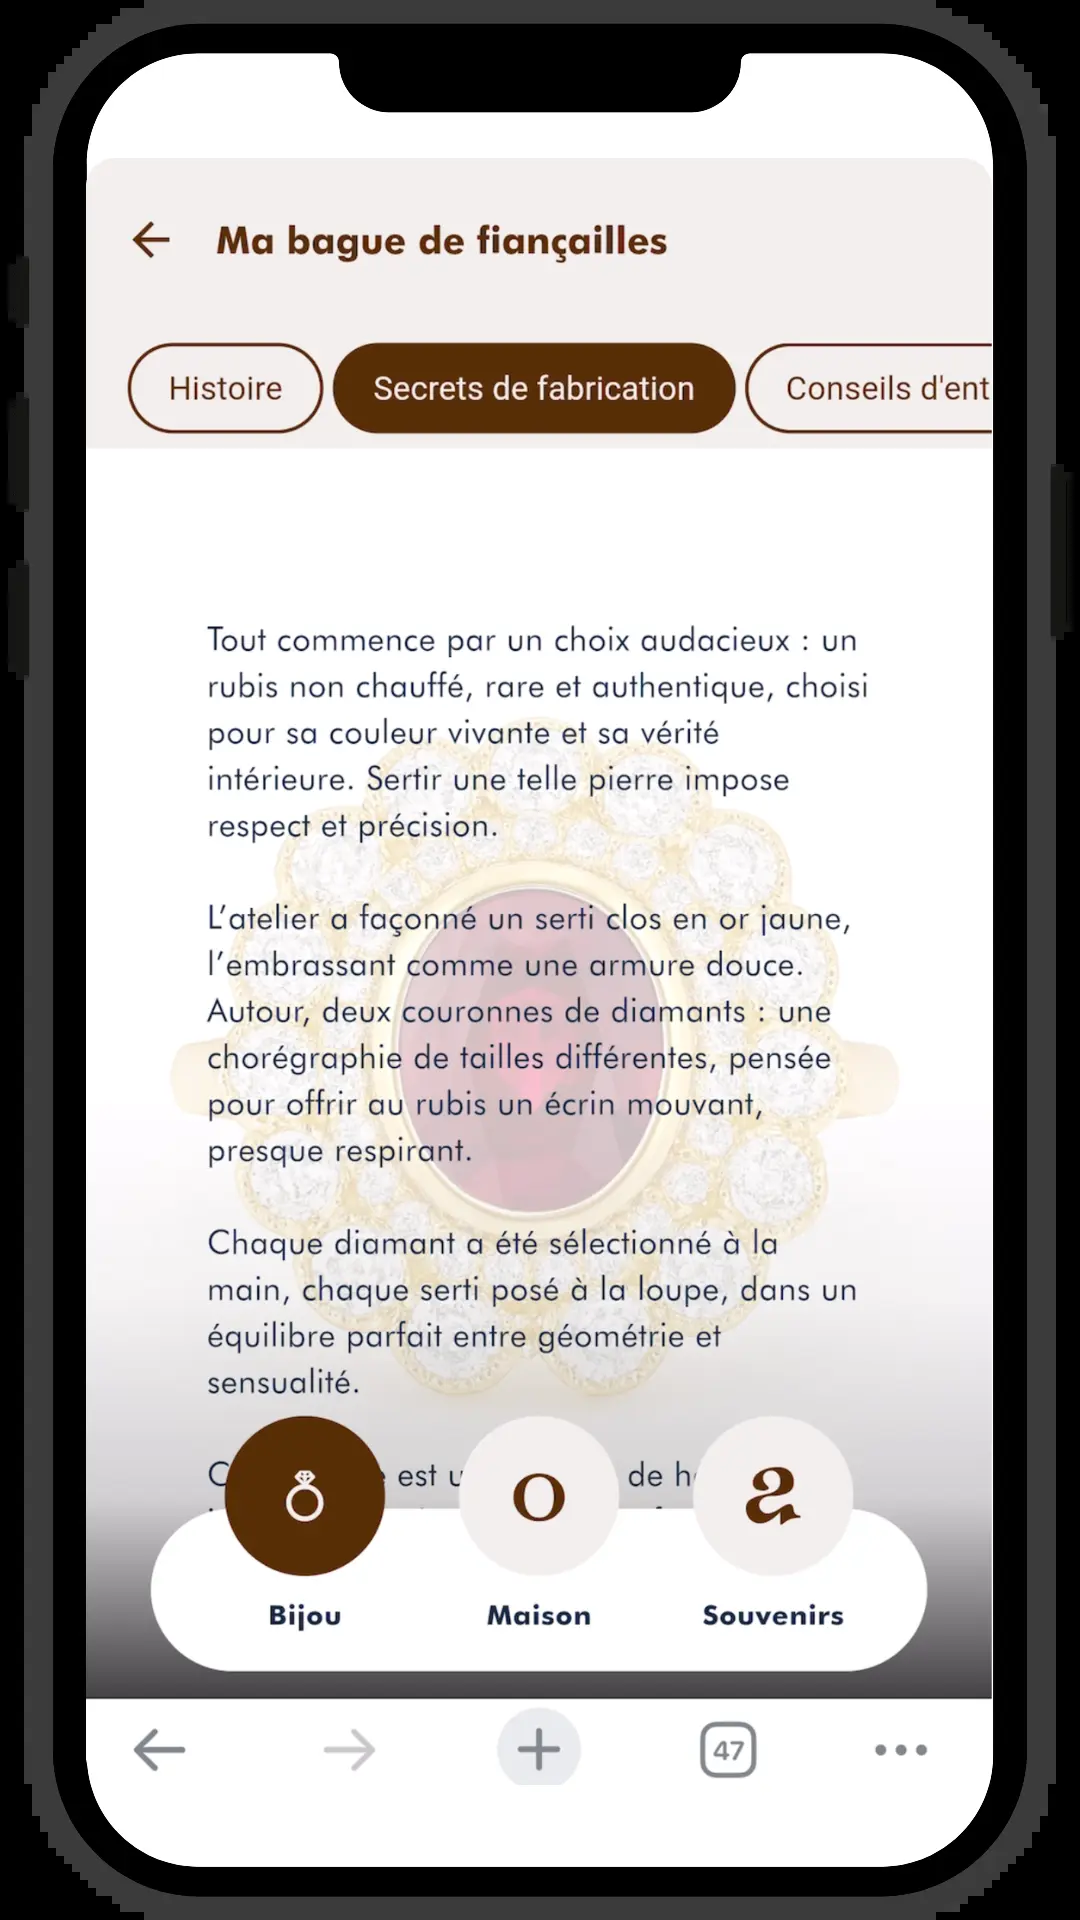 Ma bague de fiançailles
Histoire
Secrets de fabrication
Conseils d'ent
Tout commence par un choix audacieux : un
rubis non chauffé, rare et authentique, choisi
pour sa couleur vivante et sa vérité
intérieure. Sertir une telle pierre impose
respect et précision.
L’atelier a façonné un serti clos en or jaune,
l’embrassant comme une armure douce.
Autour, deux couronnes de diamants : une
chorégraphie de tailles différentes, pensée
pour offrir au rubis un écrin mouvant,
presque respirant.
Chaque diamant a été sélectionné à la
main, chaque serti posé à la loupe, dans un
équilibre parfait entre géométrie et
sensualité.
est
de
o
a
Bijou
Maison
Souvenirs
47